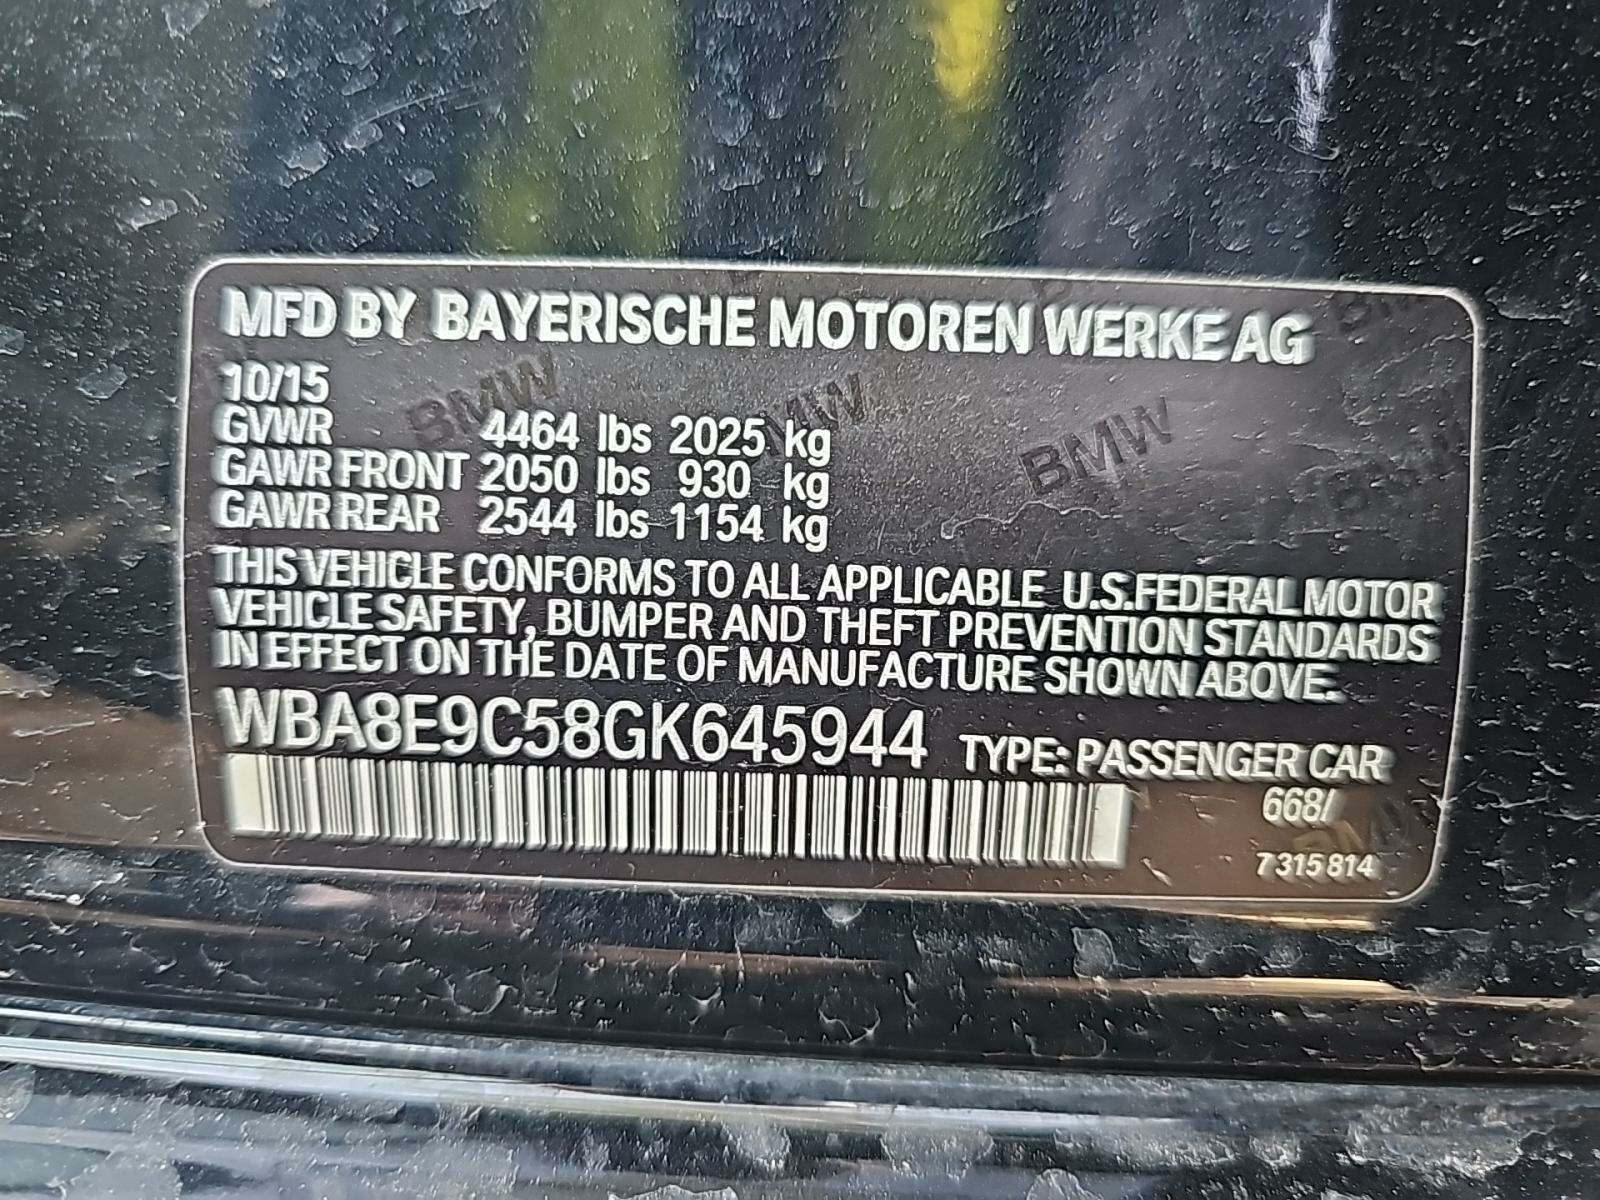 MFD BY BAYERISCHE MOTOREN WERKE AG
10/15
GVWR 4464 lbs 2025 kg
GAWR FRONT 2050 lbs 930 kg
GAWR REAR 2544 lbs 1154 kg
THIS VEHICLE CONFORMS TO ALL APPLICABLE U.S.FEDERAL MOTOR
VEHICLE SAFETY, BUMPER AND THEFT PREVENTION STANDARDS
IN EFFECT ON THE DATE OF MANUFACTURE SHOWN ABOVE.
WBA8E9C58GK645944 TYPE: PASSENGER CAR
668/
7 315 814
BMW
BMW
BMW
BMW
BMW